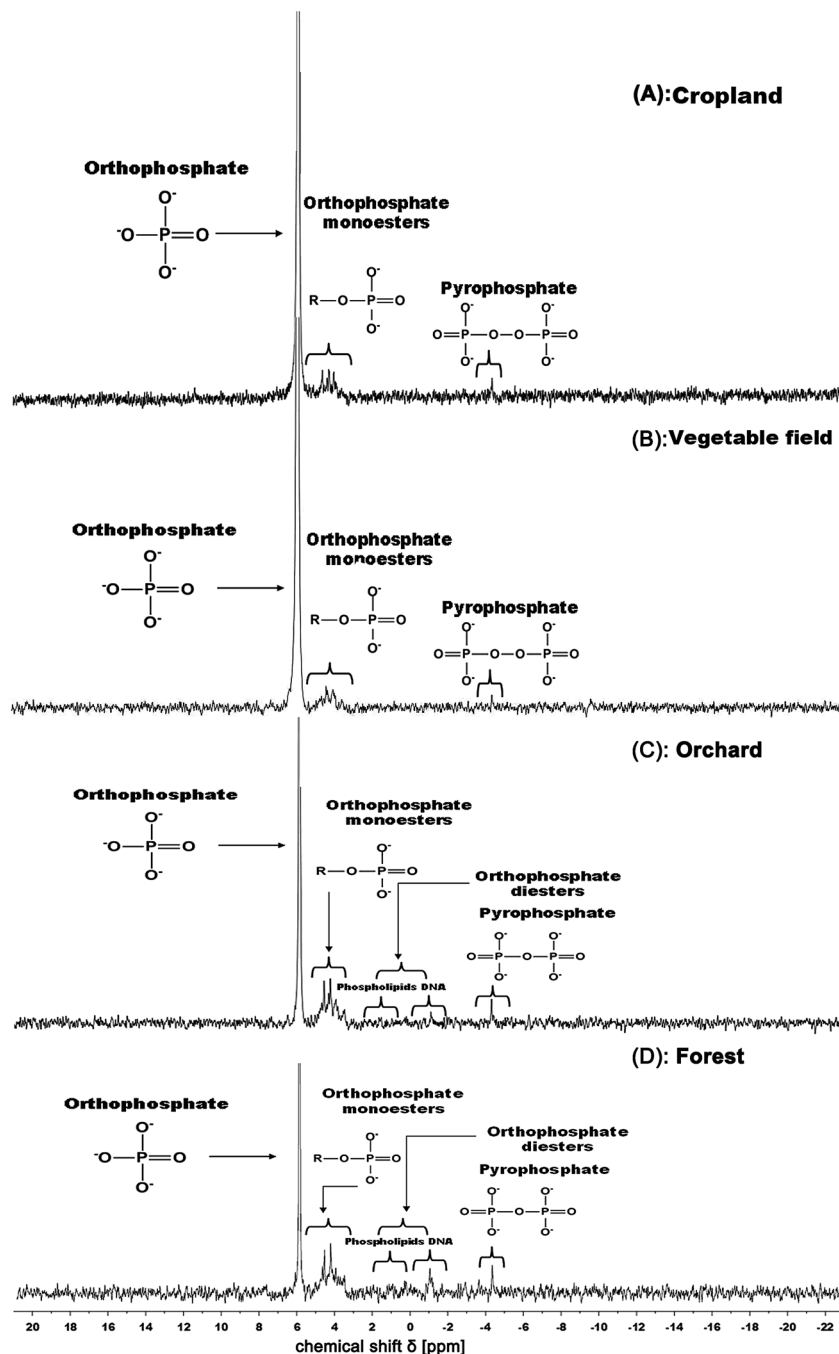 (A):Cropland
Orthophosphate
O⁻
⁻O—P=O
O⁻
Orthophosphate
monoesters
O⁻
R—O—P=O
O⁻
Pyrophosphate
O⁻ O⁻
O=P—O—O—P=O
O⁻ O⁻
(B):Vegetable field
Orthophosphate
O⁻
⁻O—P=O
O⁻
Orthophosphate
monoesters
O⁻
R—O—P=O
O⁻
Pyrophosphate
O⁻ O⁻
O=P—O—O—P=O
O⁻ O⁻
(C): Orchard
Orthophosphate
O⁻
⁻O—P=O
O⁻
Orthophosphate
monoesters
O⁻
R—O—P=O
O⁻
Orthophosphate
diesters
Pyrophosphate
O⁻ O⁻
O=P—O—P=O
O⁻ O⁻
Phospholipids DNA
(D): Forest
Orthophosphate
O⁻
⁻O—P=O
O⁻
Orthophosphate
monoesters
O⁻
R—O—P=O
O⁻
Orthophosphate
diesters
Pyrophosphate
O⁻ O⁻
O=P—O—P=O
O⁻ O⁻
Phospholipids DNA
20 18 16 14 12 10 8 6 4 2 0 -2 -4 -6 -8 -10 -12 -14 -16 -18 -20 -22
chemical shift δ [ppm]